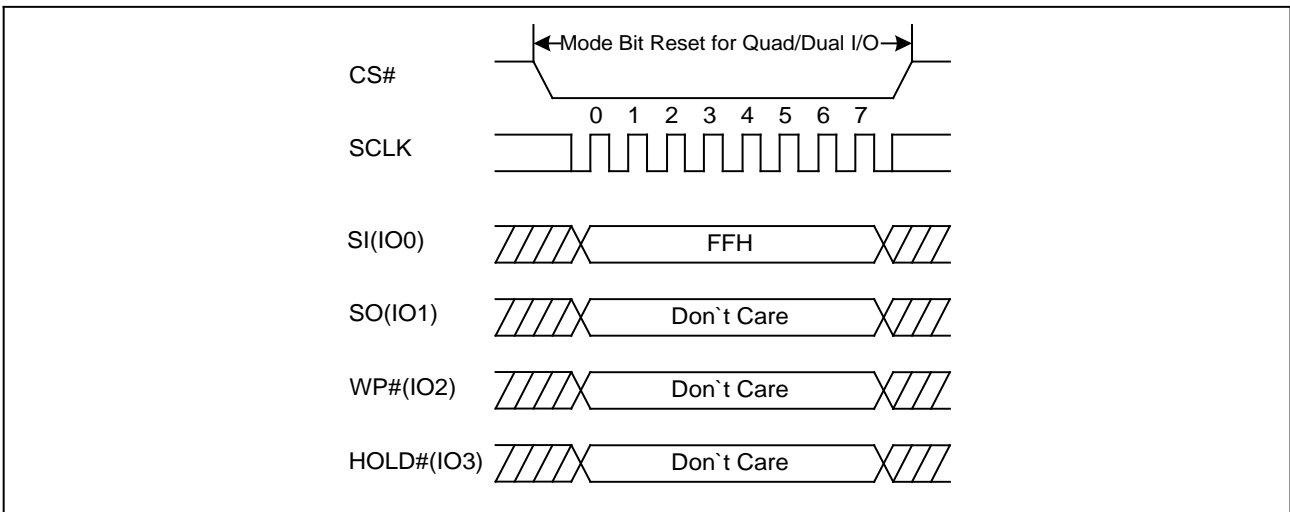 Mode Bit Reset for Quad/Dual I/O
CS#
0 1 2 3 4 5 6 7
SCLK
SI(IO0) FFH
SO(IO1) Don`t Care
WP#(IO2) Don`t Care
HOLD#(IO3) Don`t Care